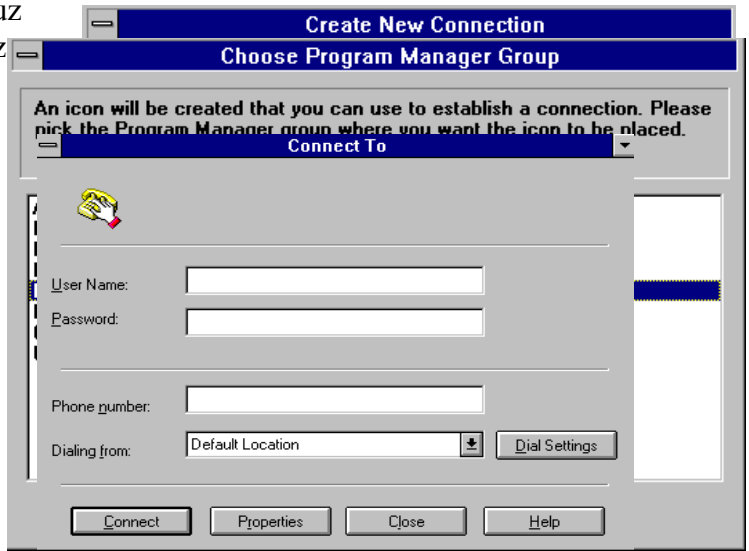 uz
Create New Connection
z
Choose Program Manager Group
An icon will be created that you can use to establish a connection. Please
pick the Program Manager group where you want the icon to be placed.
Connect To
User Name:
Password:
Phone number:
Dialing from: Default Location Dial Settings
Connect Properties Close Help